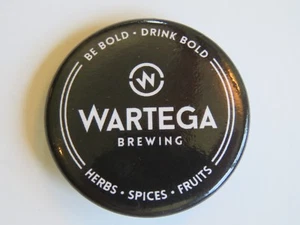 BE BOLD • DRINK BOLD
W
WARTEGA
BREWING
HERBS • SPICES • FRUITS